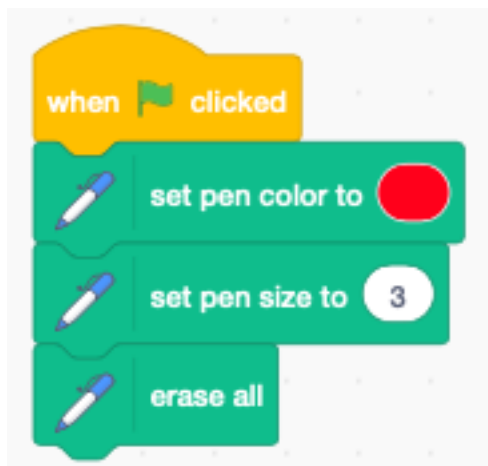 when clicked
set pen color to
set pen size to 3
erase all